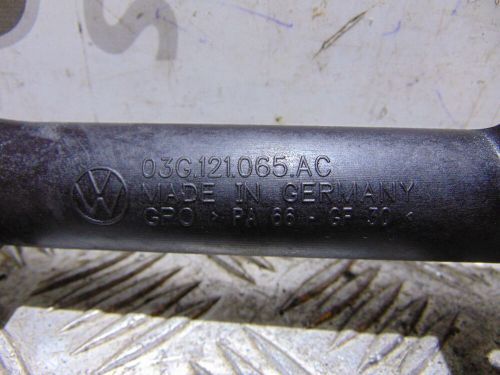 03G.121.065.AC
MADE IN GERMANY
GPO > PA 66 - GF 30 <